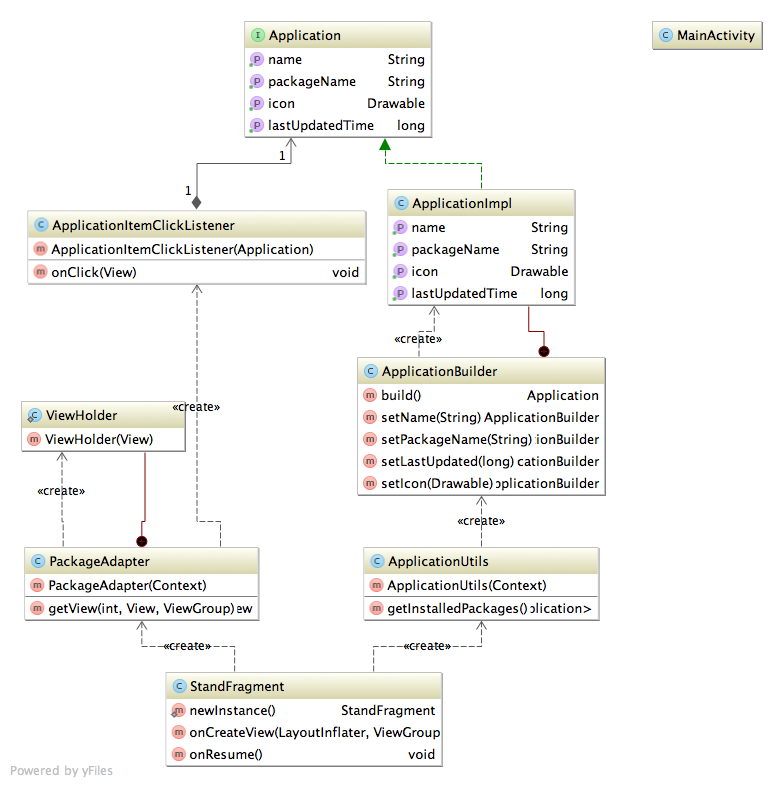 Application
name String
packageName String
icon Drawable
lastUpdatedTime long
MainActivity
1
1
ApplicationItemClickListener
ApplicationItemClickListener(Application)
onClick(View) void
ApplicationImpl
name String
packageName String
icon Drawable
lastUpdatedTime long
«create»
ApplicationBuilder
build() Application
setName(String) ApplicationBuilder
setPackageName(String) ionBuilder
setLastUpdated(long) cationBuilder
setIcon(Drawable) pplicationBuilder
«create»
ViewHolder
ViewHolder(View)
«create»
«create»
PackageAdapter
PackageAdapter(Context)
getView(int, View, ViewGroup) ew
ApplicationUtils
ApplicationUtils(Context)
getInstalledPackages() plication>
«create»
«create»
StandFragment
newInstance() StandFragment
onCreateView(LayoutInflater, ViewGroup
onResume() void
Powered by yFiles